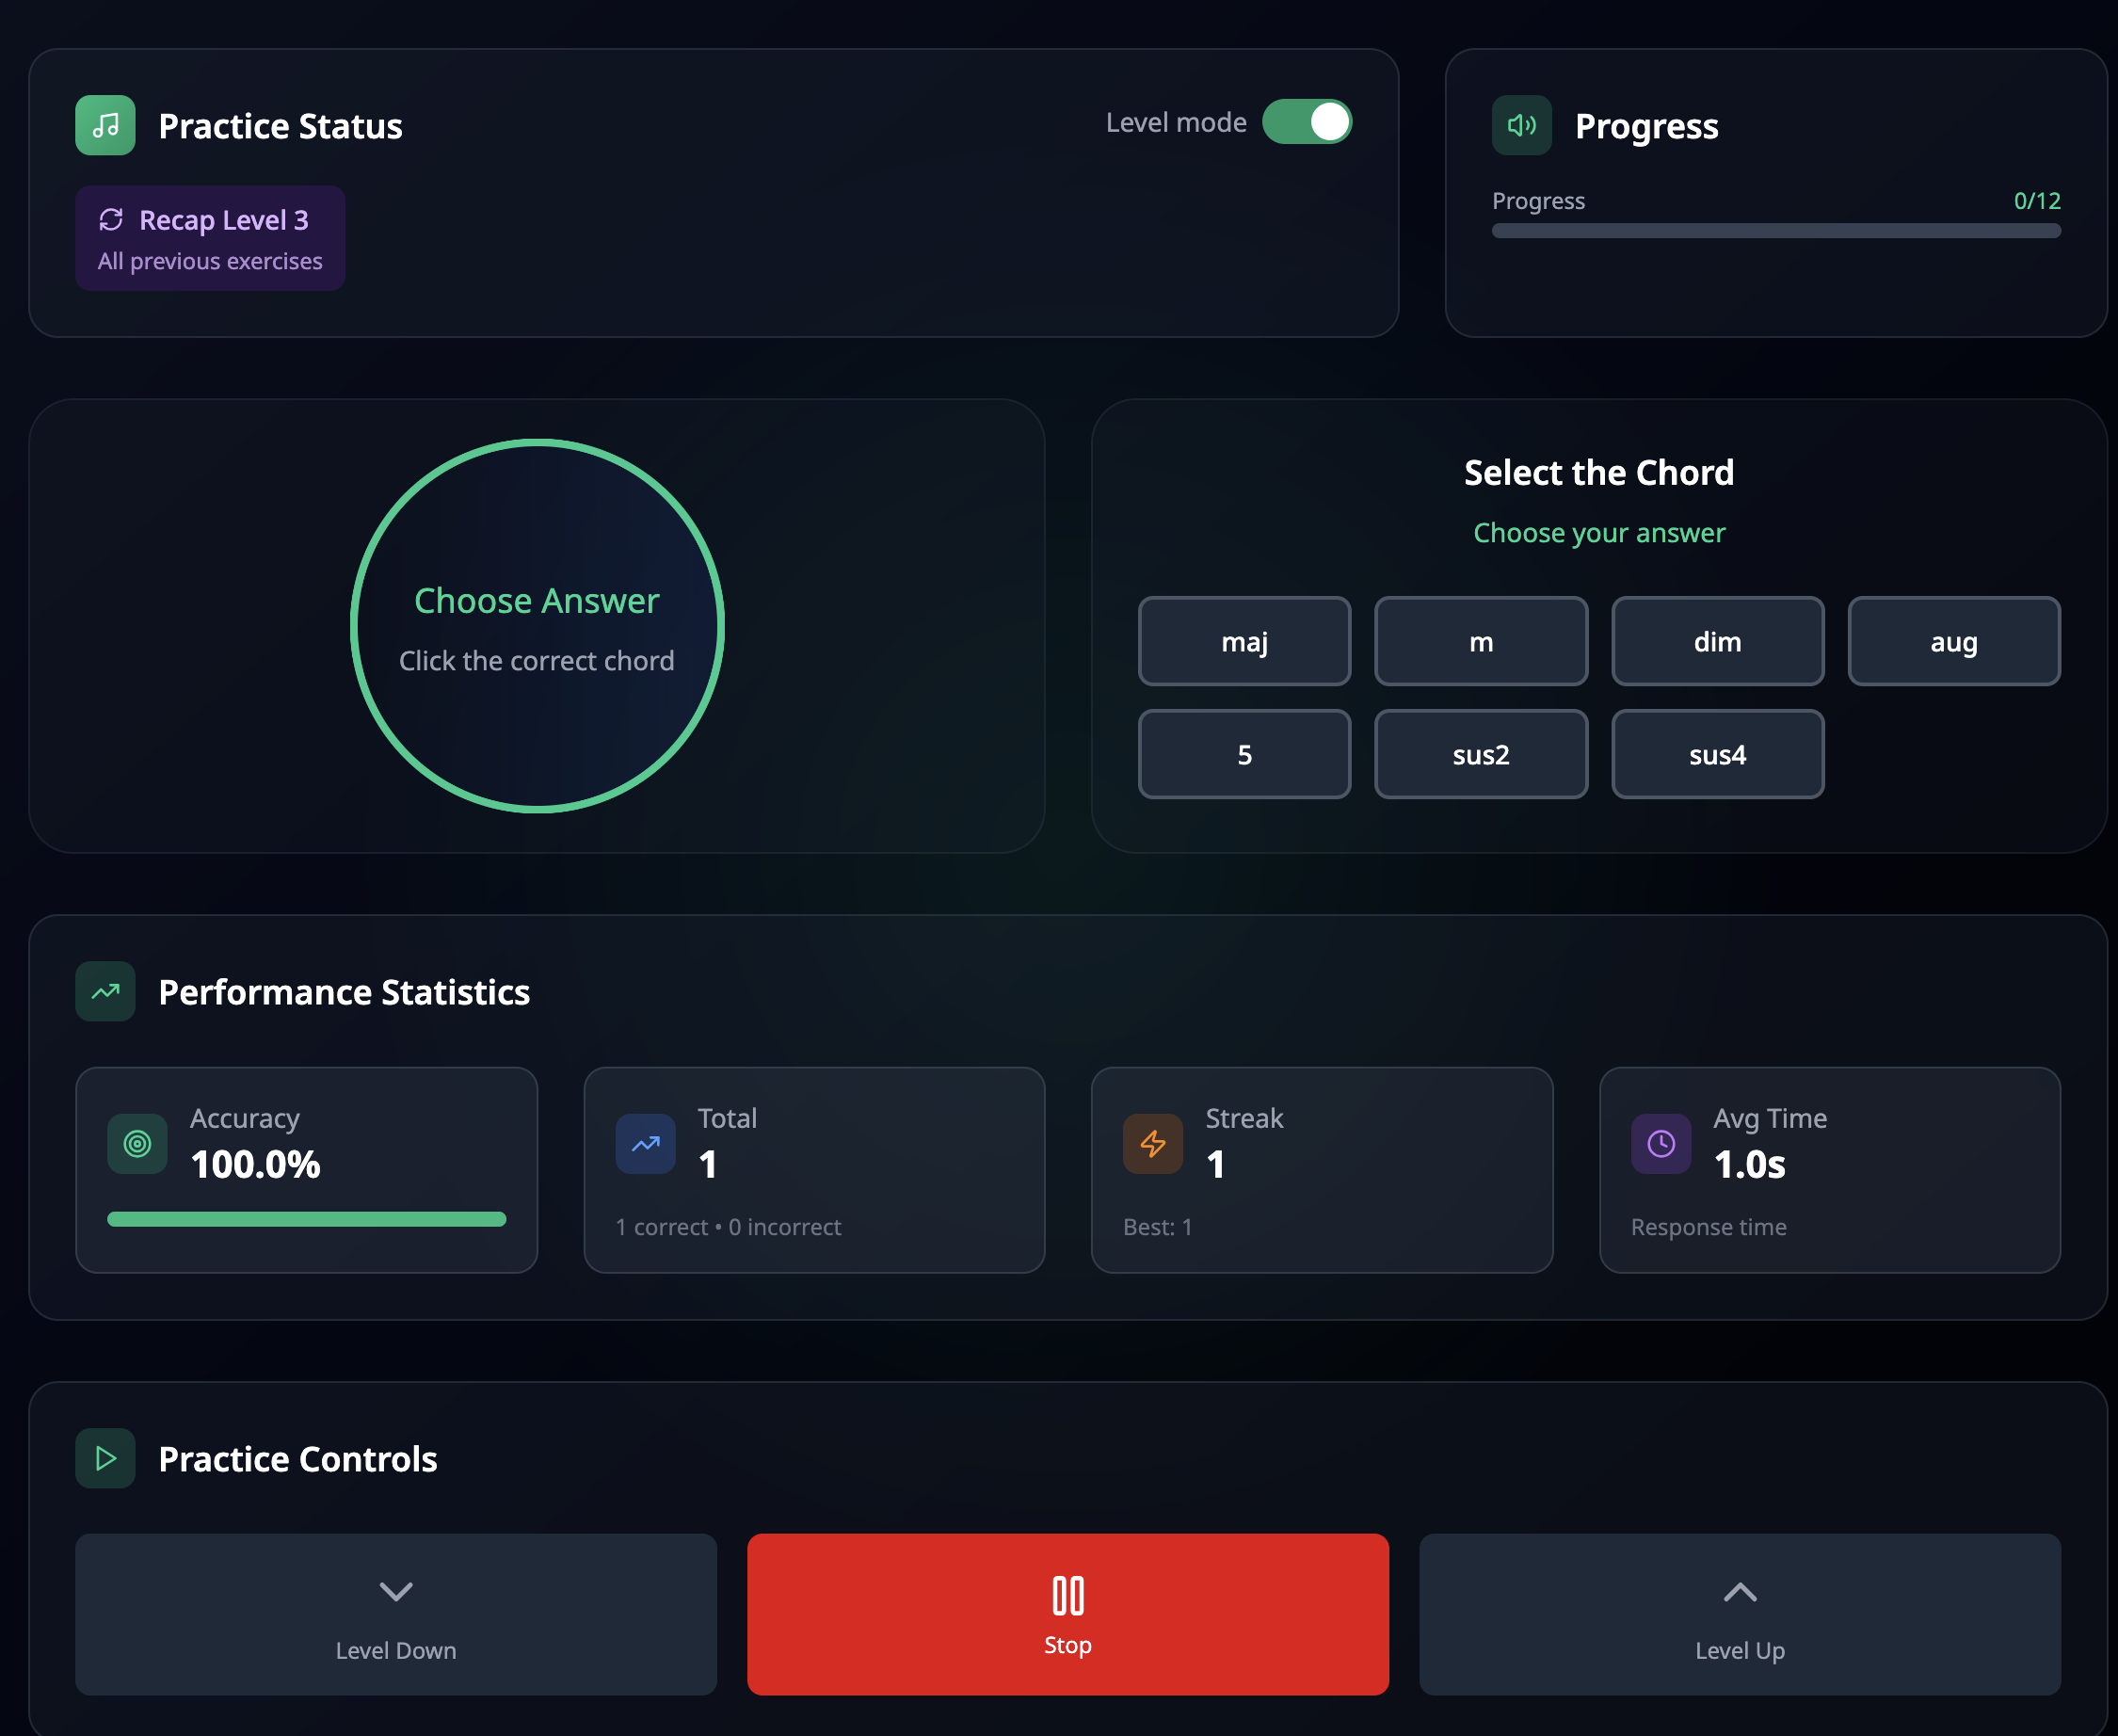 Practice Status
Level mode
Recap Level 3
All previous exercises
Progress
Progress
0/12
Choose Answer
Click the correct chord
Select the Chord
Choose your answer
maj
m
dim
aug
5
sus2
sus4
Performance Statistics
Accuracy
100.0%
Total
1
1 correct • 0 incorrect
Streak
1
Best: 1
Avg Time
1.0s
Response time
Practice Controls
Level Down
Stop
Level Up